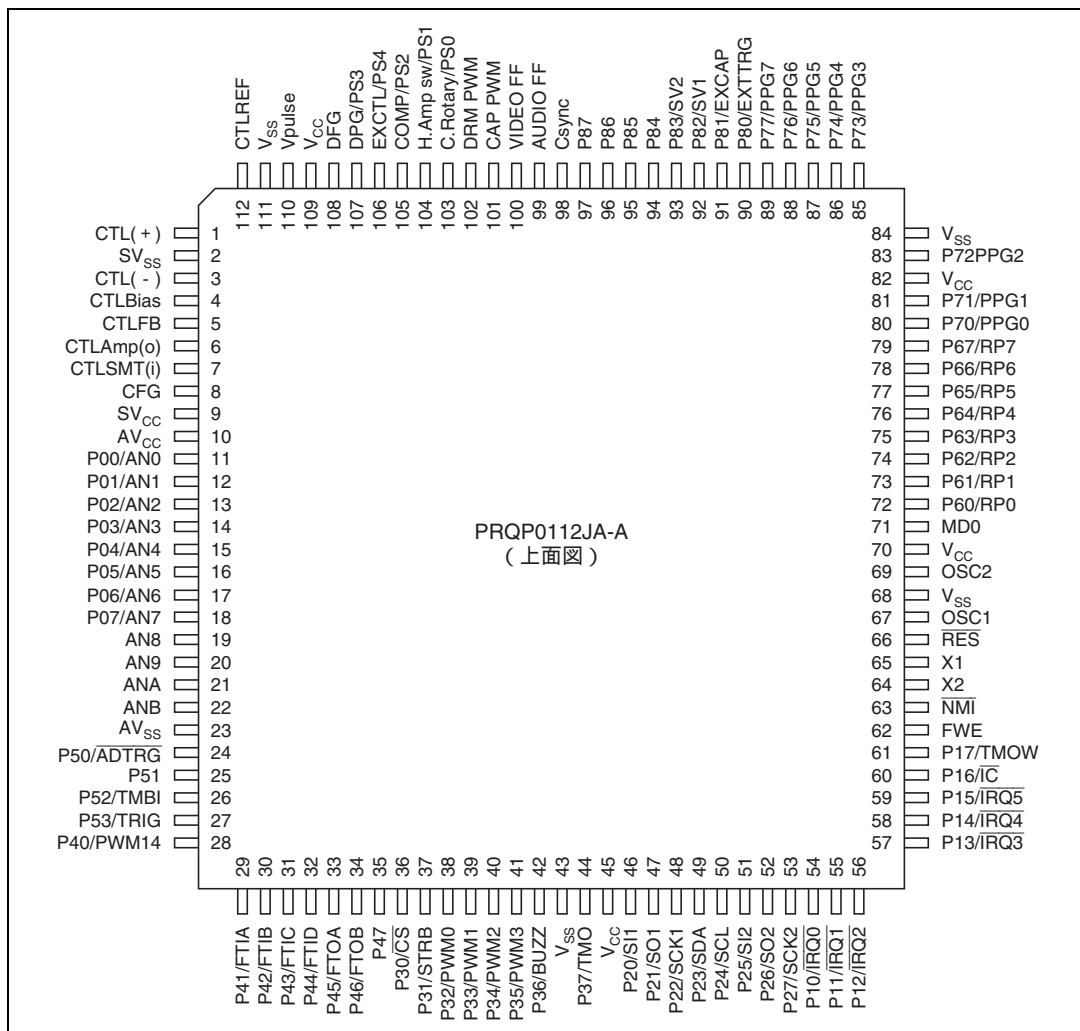 CTLREF
VSS
Vpulse
VCC
DFG
DPG/PS3
EXCTL/PS4
COMP/PS2
H.Amp sw/PS1
C.Rotary/PS0
DRM PWM
CAP PWM
VIDEO FF
AUDIO FF
Csync
P87
P86
P85
P84
P83/SV2
P82/SV1
P81/EXCAP
P80/EXTTRG
P77/PPG7
P76/PPG6
P75/PPG5
P74/PPG4
P73/PPG3
112 111 110 109 108 107 106 105 104 103 102 101 100 99 98 97 96 95 94 93 92 91 90 89 88 87 86 85
CTL( + ) 1
SVSS 2
CTL( - ) 3
CTLBias 4
CTLFB 5
CTLAmp(o) 6
CTLSMT(i) 7
CFG 8
SVCC 9
AVCC 10
P00/AN0 11
P01/AN1 12
P02/AN2 13
P03/AN3 14
P04/AN4 15
P05/AN5 16
P06/AN6 17
P07/AN7 18
AN8 19
AN9 20
ANA 21
ANB 22
AVSS 23
P50/ADTRG 24
P51 25
P52/TMBI 26
P53/TRIG 27
P40/PWM14 28
PRQP0112JA-A
（上面図）
84 VSS
83 P72PPG2
82 VCC
81 P71/PPG1
80 P70/PPG0
79 P67/RP7
78 P66/RP6
77 P65/RP5
76 P64/RP4
75 P63/RP3
74 P62/RP2
73 P61/RP1
72 P60/RP0
71 MD0
70 VCC
69 OSC2
68 VSS
67 OSC1
66 RES
65 X1
64 X2
63 NMI
62 FWE
61 P17/TMOW
60 P16/IC
59 P15/IRQ5
58 P14/IRQ4
57 P13/IRQ3
29 30 31 32 33 34 35 36 37 38 39 40 41 42 43 44 45 46 47 48 49 50 51 52 53 54 55 56
P41/FTIA
P42/FTIB
P43/FTIC
P44/FTID
P45/FTOA
P46/FTOB
P47
P30/CS
P31/STRB
P32/PWM0
P33/PWM1
P34/PWM2
P35/PWM3
P36/BUZZ
VSS
P37/TMO
VCC
P20/SI1
P21/SO1
P22/SCK1
P23/SDA
P24/SCL
P25/SI2
P26/SO2
P27/SCK2
P10/IRQ0
P11/IRQ1
P12/IRQ2